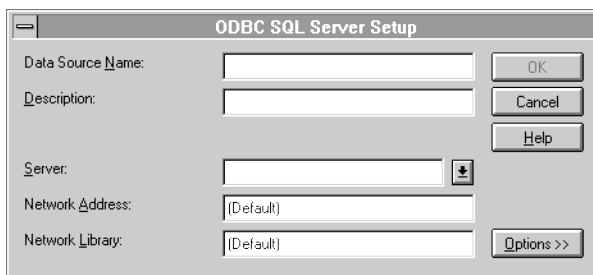 ODBC SQL Server Setup
Data Source Name:
OK
Description:
Cancel
Help
Server:
Network Address:
(Default)
Network Library:
(Default)
Options >>